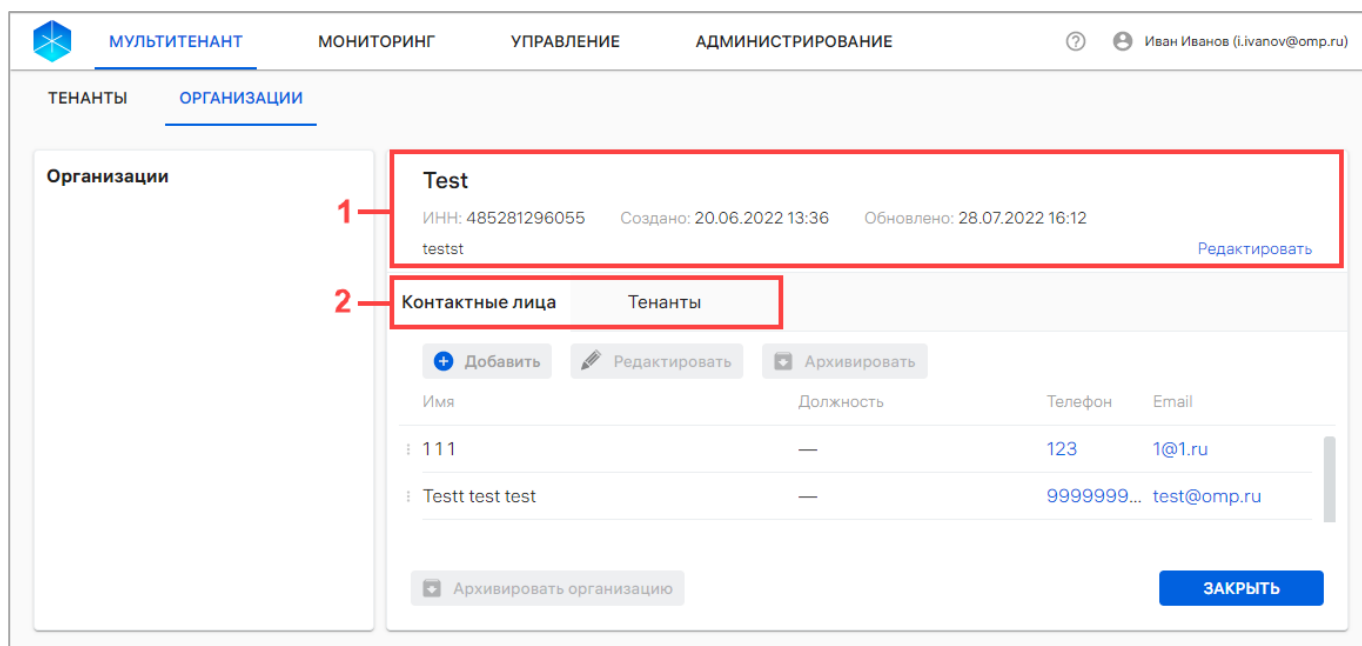 МУЛЬТИТЕНАНТ МОНИТОРИНГ УПРАВЛЕНИЕ АДМИНИСТРИРОВАНИЕ ? Иван Иванов (i.ivanov@omp.ru)
ТЕНАНТЫ ОРГАНИЗАЦИИ
Организации
Test
1
ИНН: 485281296055 Создано: 20.06.2022 13:36 Обновлено: 28.07.2022 16:12
testst Редактировать
2
Контактные лица Тенанты
Добавить Редактировать Архивировать
Имя Должность Телефон Email
111 — 123 1@1.ru
Testt test test — 9999999... test@omp.ru
Архивировать организацию ЗАКРЫТЬ